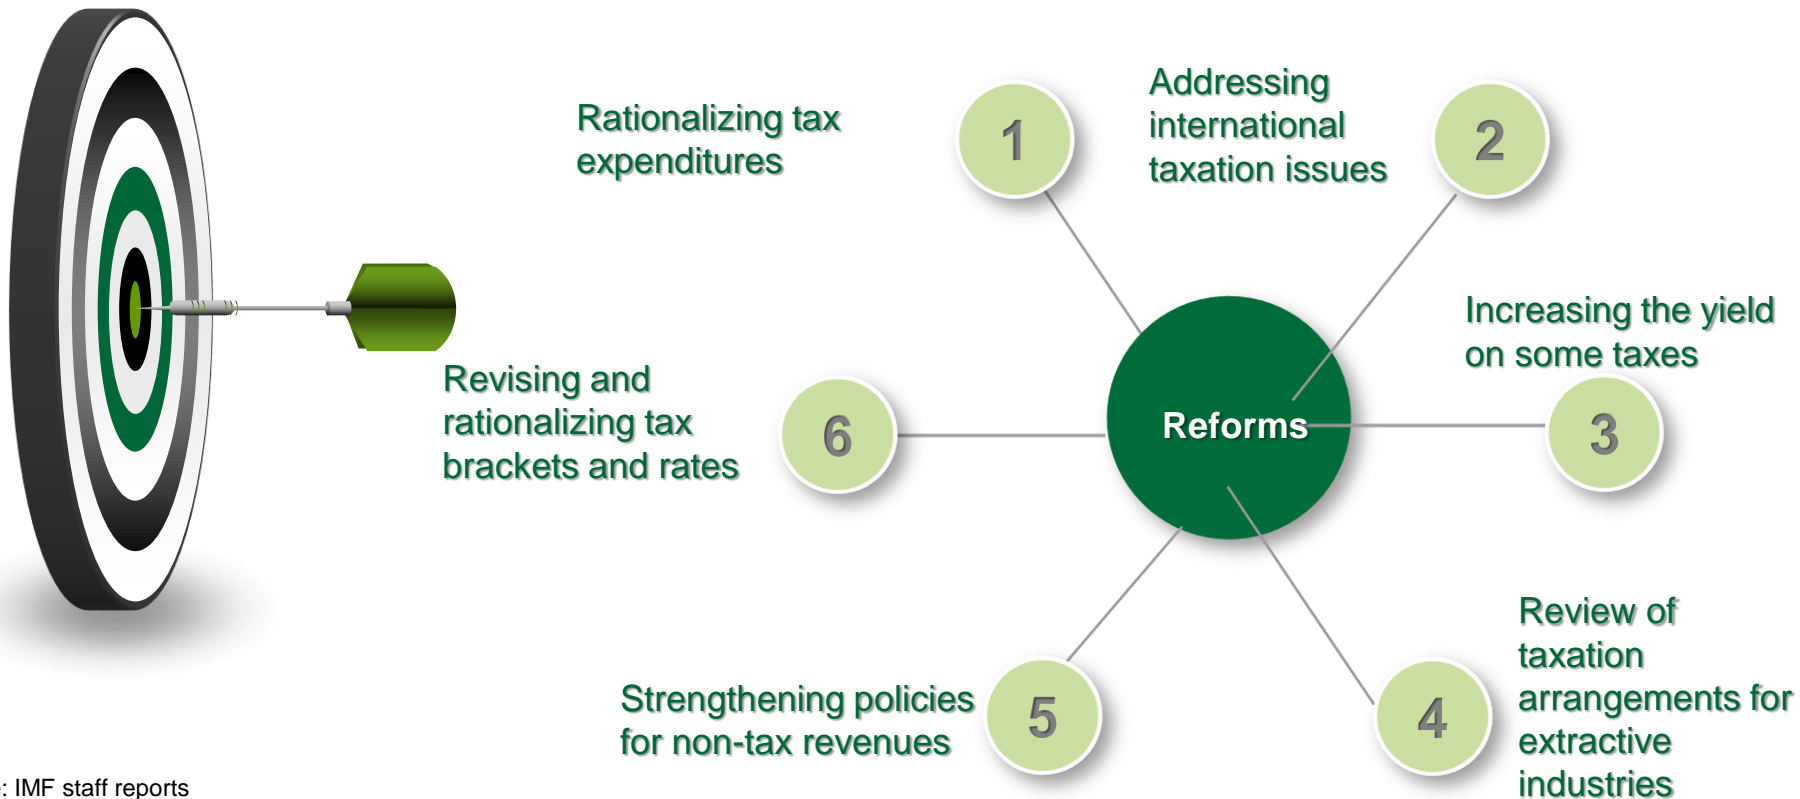 Rationalizing tax
expenditures
1
Addressing
international
taxation issues
2
Increasing the yield
on some taxes
3
Reforms
Revising and
rationalizing tax
brackets and rates
6
Review of
taxation
arrangements for
extractive
industries
4
Strengthening policies
for non-tax revenues
5
: IMF staff reports